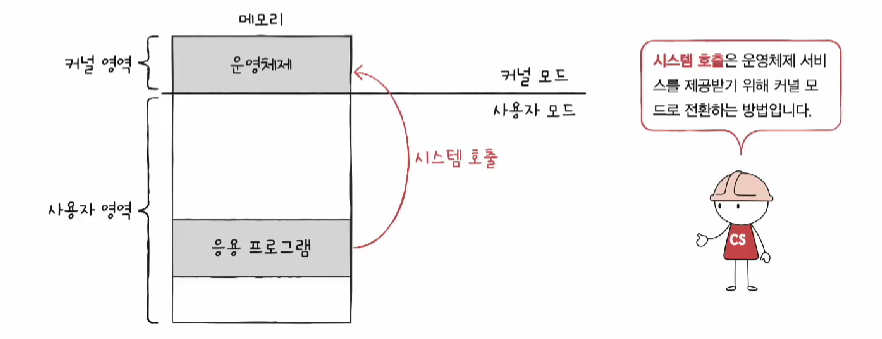 메모리
커널 영역
운영체제
커널 모드
사용자 모드
시스템 호출
사용자 영역
응용 프로그램
시스템 호출은 운영체제 서비
스를 제공받기 위해 커널 모
드로 전환하는 방법입니다.
CS